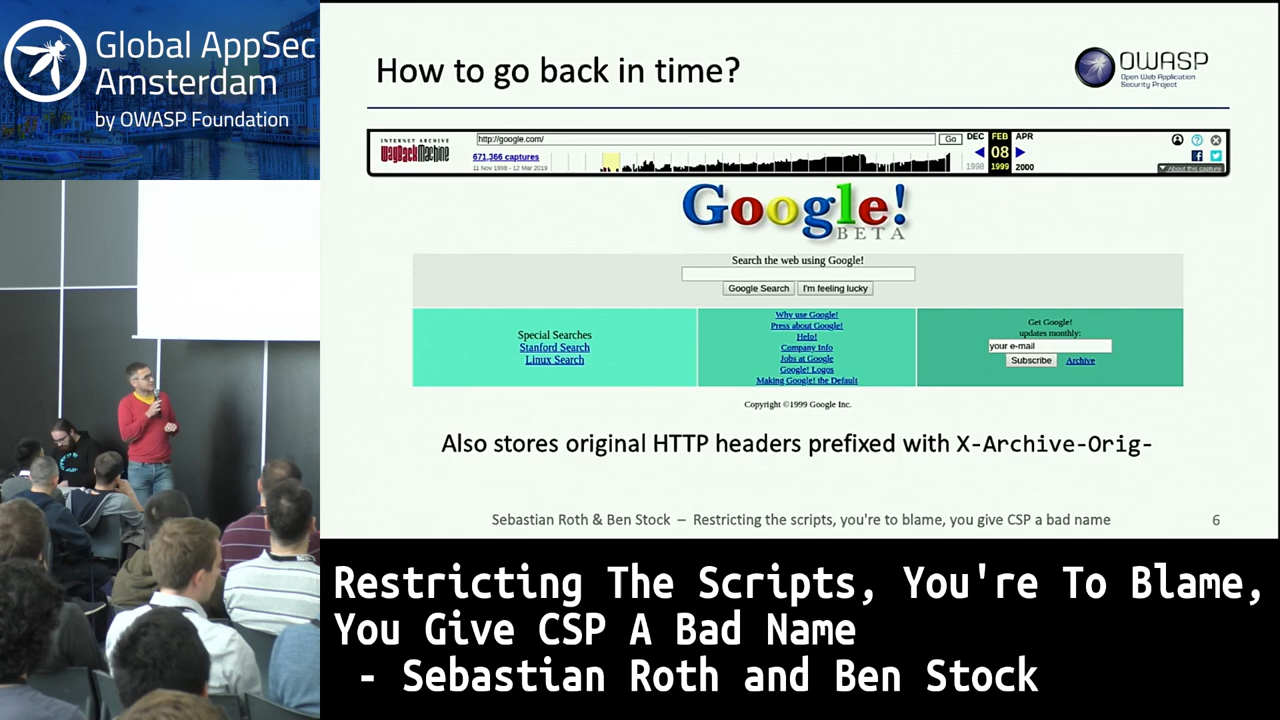 Global AppSec
Amsterdam
by OWASP Foundation
How to go back in time?
OWASP
Open Web Application
Security Project
INTERNET ARCHIVE
WayBackMachine
http://google.com/
Go
DEC
FEB
APR
671,366 captures
08
11 Nov 1998 - 12 Mar 2019
1998
1999
2000
About this capture
Google!
BETA
Search the web using Google!
Google Search
I'm feeling lucky
Special Searches
Stanford Search
Linux Search
Why use Google!
Press about Google!
Help!
Company Info
Jobs at Google
Google! Logos
Making Google! the Default
Get Google!
updates monthly:
your e-mail
Subscribe
Archive
Copyright ©1999 Google Inc.
Also stores original HTTP headers prefixed with X-Archive-Orig-
Sebastian Roth & Ben Stock – Restricting the scripts, you're to blame, you give CSP a bad name
6
Restricting The Scripts, You're To Blame,
You Give CSP A Bad Name
- Sebastian Roth and Ben Stock